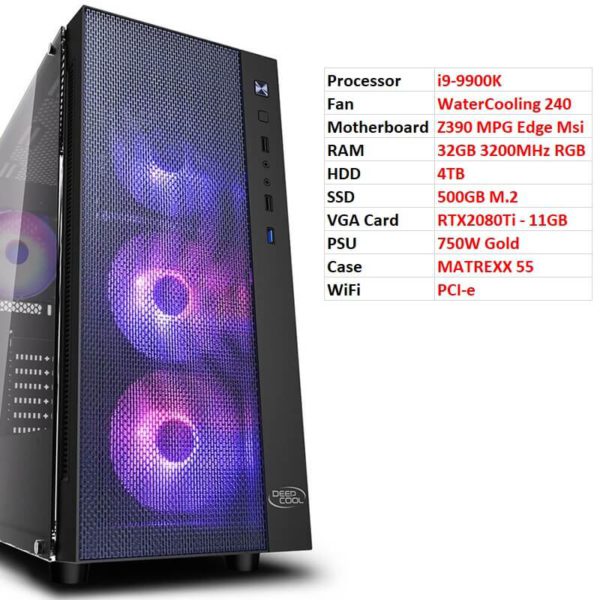 Processor i9-9900K
Fan WaterCooling 240
Motherboard Z390 MPG Edge Msi
RAM 32GB 3200MHz RGB
HDD 4TB
SSD 500GB M.2
VGA Card RTX2080Ti - 11GB
PSU 750W Gold
Case MATREXX 55
WiFi PCI-e
DEEP
COOL